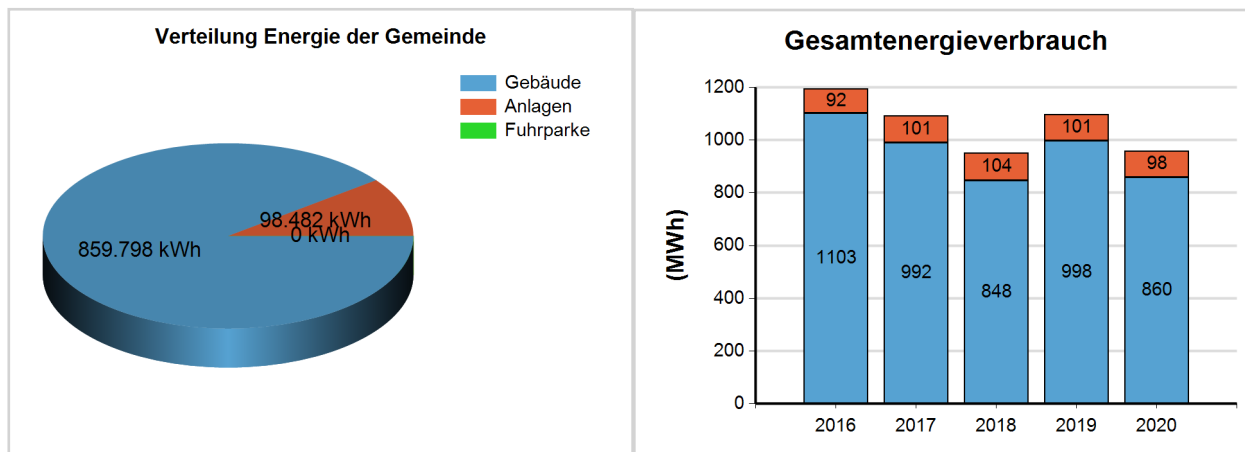 Verteilung Energie der Gemeinde
Gebäude
Anlagen
Fuhrparke
98.482 kWh
0 kWh
859.798 kWh
Gesamtenergieverbrauch
(MWh)
1200
1000
800
600
400
200
0
92
101
104
101
98
1103
992
848
998
860
2016
2017
2018
2019
2020